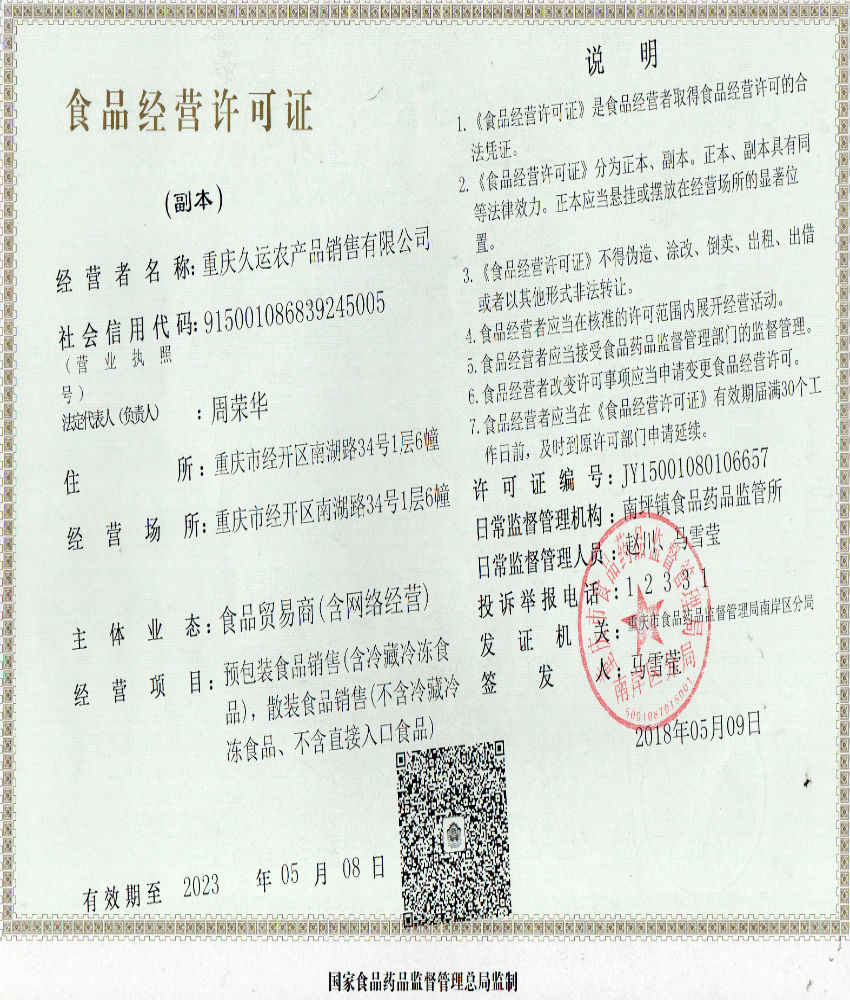 食品经营许可证
(副本)
经营者名称:重庆久运农产品销售有限公司
社会信用代码:915001086839245005
(营业执照
号)
法定代表人(负责人):周荣华
住所:重庆市经开区南湖路34号1层6幢
经营场所:重庆市经开区南湖路34号1层6幢
主体业态:食品贸易商(含网络经营)
经营项目:预包装食品销售(含冷藏冷冻食
品),散装食品销售(不含冷藏冷
冻食品、不含直接入口食品)
有效期至 2023 年 05 月 08 日
说明
1.《食品经营许可证》是食品经营者取得食品经营许可的合
法凭证。
2.《食品经营许可证》分为正本、副本。正本、副本具有同
等法律效力。正本应当悬挂或摆放在经营场所的显著位
置。
3.《食品经营许可证》不得伪造、涂改、倒卖、出租、出借
或者以其他形式非法转让。
4.食品经营者应当在核准的许可范围内展开经营活动。
5.食品经营者应当接受食品药品监督管理部门的监督管理。
6.食品经营者改变许可事项应当申请变更食品经营许可。
7.食品经营者应当在《食品经营许可证》有效期届满30个工
作日前,及时到原许可部门申请延续。
许可证编号:JY15001080106657
日常监督管理机构:南坪镇食品药品监管所
日常监督管理人员:赵川、马雪莹
投诉举报电话:12331
发证机关:重庆市食品药品监督管理局南岸区分局
签发人:马雪莹
2018年05月09日
重庆市食品药品监督管理局
南岸区分局
国家食品药品监督管理总局监制